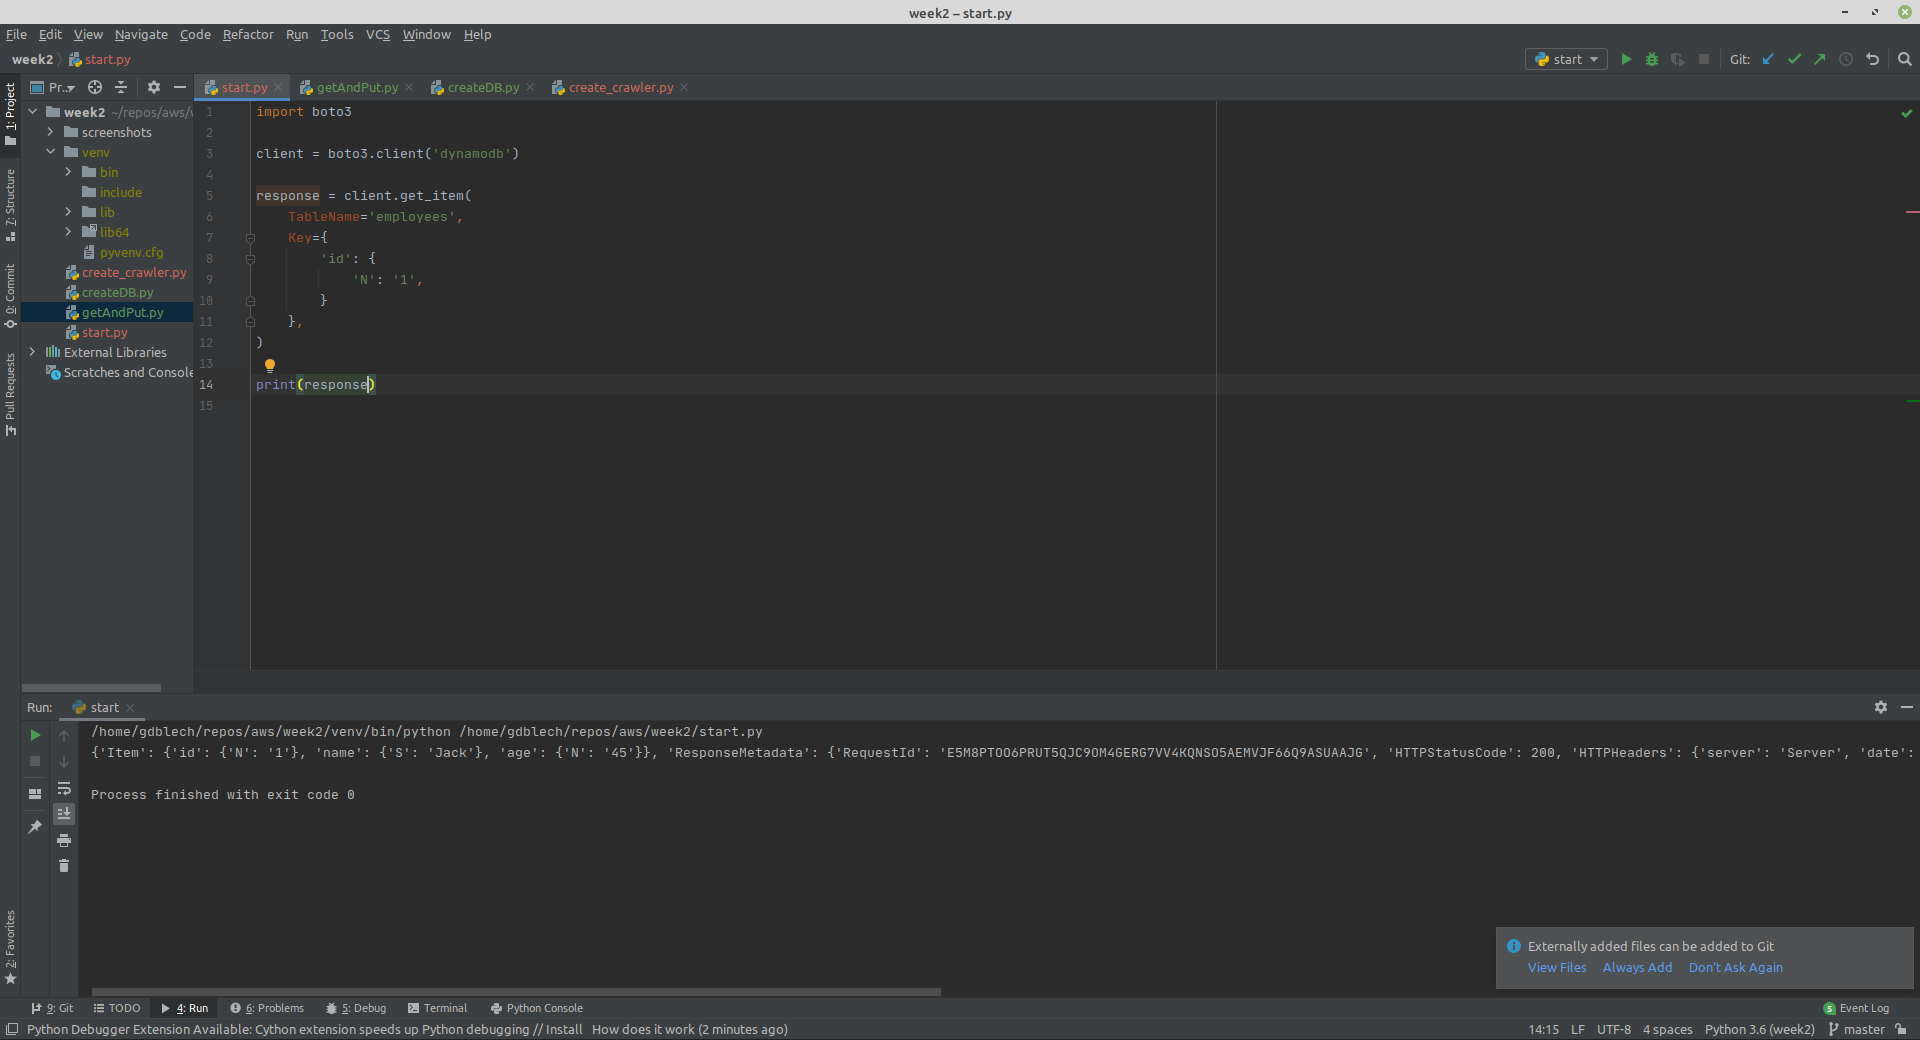 week2 – start.py
File Edit View Navigate Code Refactor Run Tools VCS Window Help
week2 start.py
start Git:
1: Project
7: Structure
0: Commit
Pull Requests
2: Favorites
Pr...
week2 ~/repos/aws/
screenshots
venv
bin
include
lib
lib64
pyvenv.cfg
create_crawler.py
createDB.py
getAndPut.py
start.py
External Libraries
Scratches and Console
start.py getAndPut.py createDB.py create_crawler.py
1 import boto3
2
3 client = boto3.client('dynamodb')
4
5 response = client.get_item(
6 TableName='employees',
7 Key={
8 'id': {
9 'N': '1',
10 }
11 },
12 )
13
14 print(response)
15
Run: start
/home/gdblech/repos/aws/week2/venv/bin/python /home/gdblech/repos/aws/week2/start.py
{'Item': {'id': {'N': '1'}, 'name': {'S': 'Jack'}, 'age': {'N': '45'}}, 'ResponseMetadata': {'RequestId': 'E5M8PTOO6PRUT5QJC9OM4GERG7VV4KQNSO5AEMVJF66Q9ASUAAJG', 'HTTPStatusCode': 200, 'HTTPHeaders': {'server': 'Server', 'date':
Process finished with exit code 0
Externally added files can be added to Git
View Files Always Add Don't Ask Again
9: Git TODO 4: Run 6: Problems 5: Debug Terminal Python Console 5 Event Log
Python Debugger Extension Available: Cython extension speeds up Python debugging // Install How does it work (2 minutes ago) 14:15 LF UTF-8 4 spaces Python 3.6 (week2) master